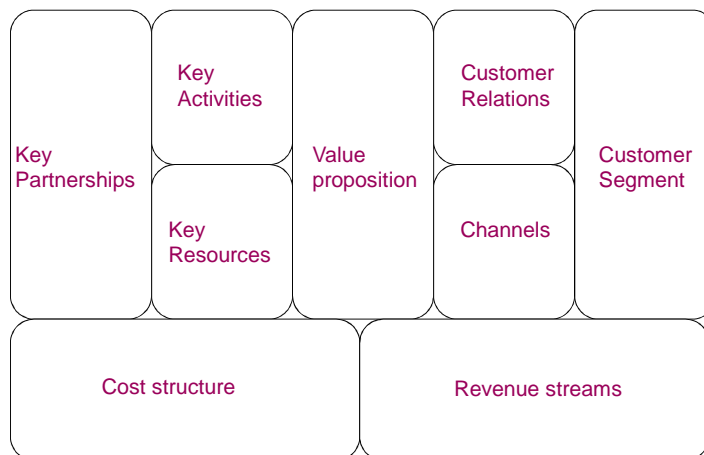 Key
Partnerships
Key
Activities
Key
Resources
Value
proposition
Customer
Relations
Channels
Customer
Segment
Cost structure
Revenue streams